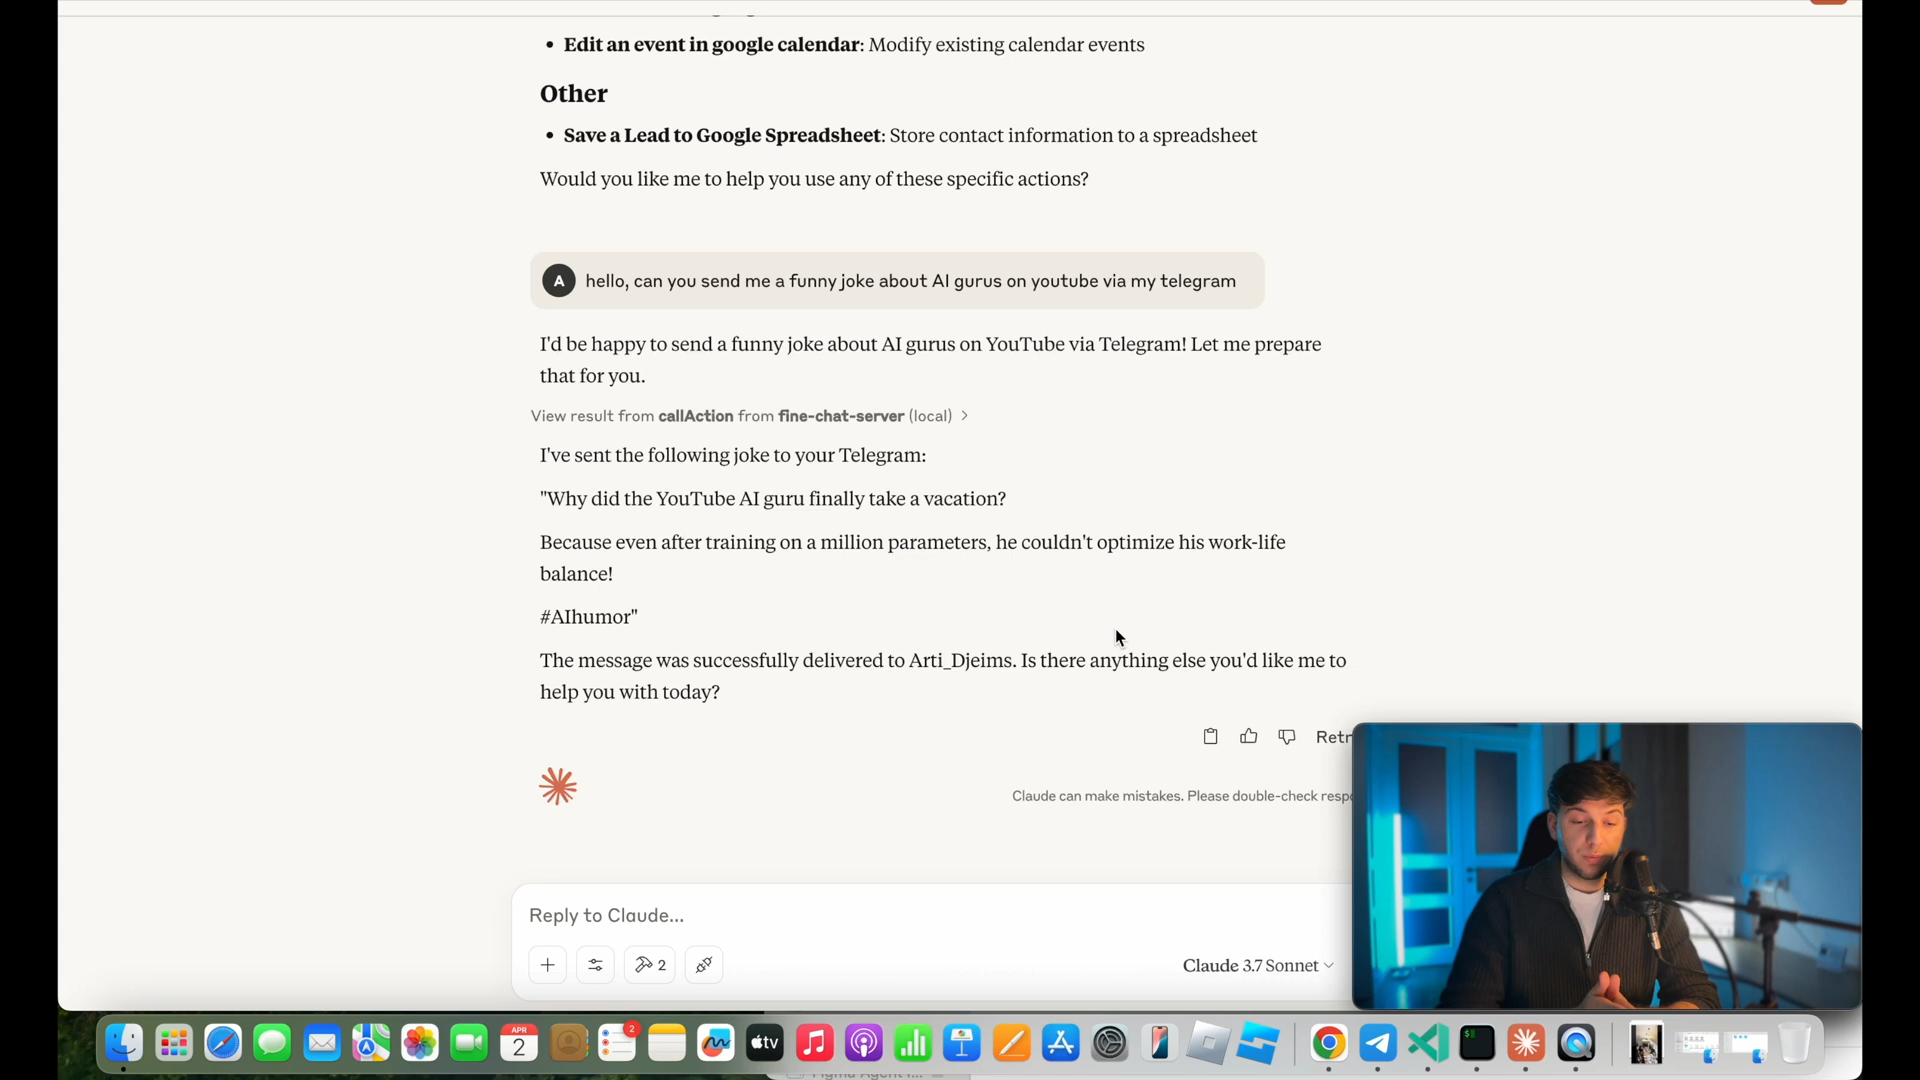 • Edit an event in google calendar: Modify existing calendar events
Other
• Save a Lead to Google Spreadsheet: Store contact information to a spreadsheet
Would you like me to help you use any of these specific actions?
A hello, can you send me a funny joke about AI gurus on youtube via my telegram
I'd be happy to send a funny joke about AI gurus on YouTube via Telegram! Let me prepare
that for you.
View result from callAction from fine-chat-server (local) >
I've sent the following joke to your Telegram:
"Why did the YouTube AI guru finally take a vacation?
Because even after training on a million parameters, he couldn't optimize his work-life
balance!
#AIhumor"
The message was successfully delivered to Arti_Djeims. Is there anything else you'd like me to
help you with today?
Retr
Claude can make mistakes. Please double-check respo
Reply to Claude...
2
Claude 3.7 Sonnet
APR
2
2
tv
$
Figma Agent